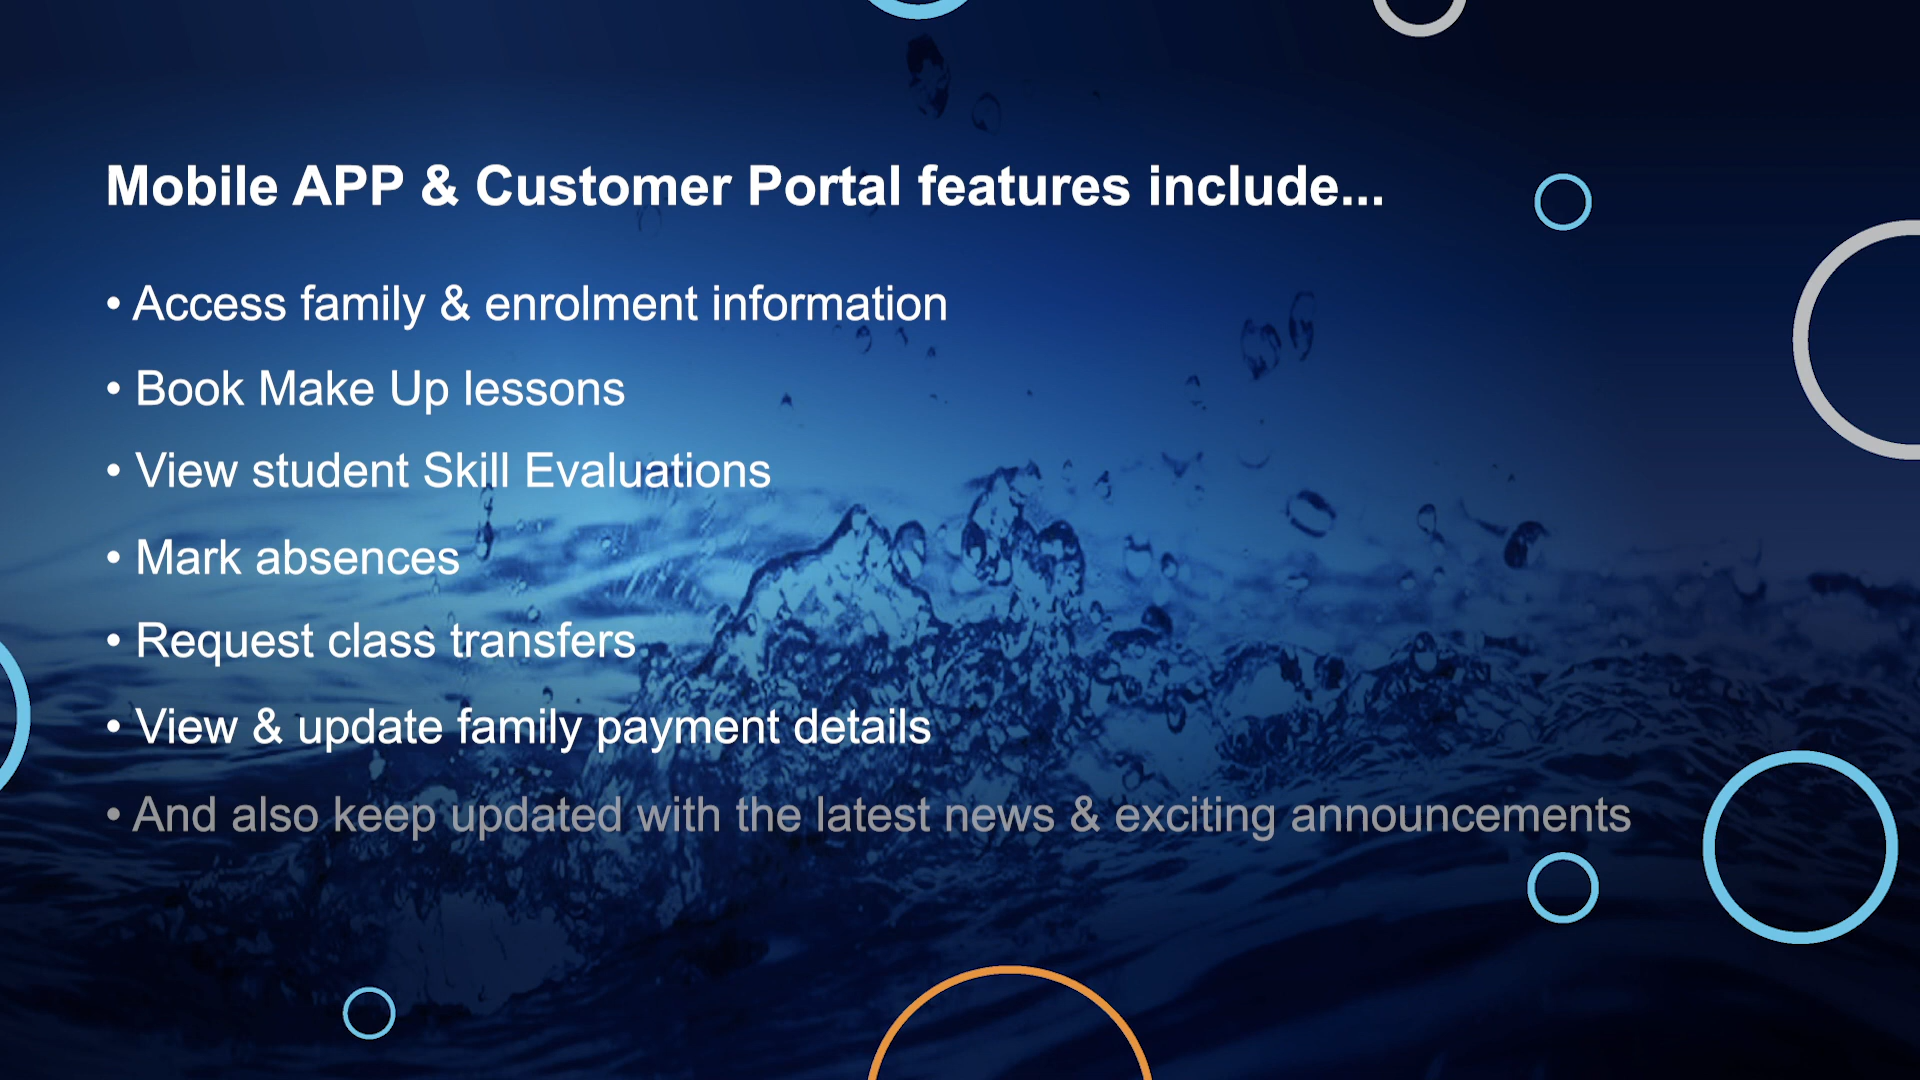 Mobile APP & Customer Portal features include...
• Access family & enrolment information
• Book Make Up lessons
• View student Skill Evaluations
• Mark absences
• Request class transfers
• View & update family payment details
• And also keep updated with the latest news & exciting announcements